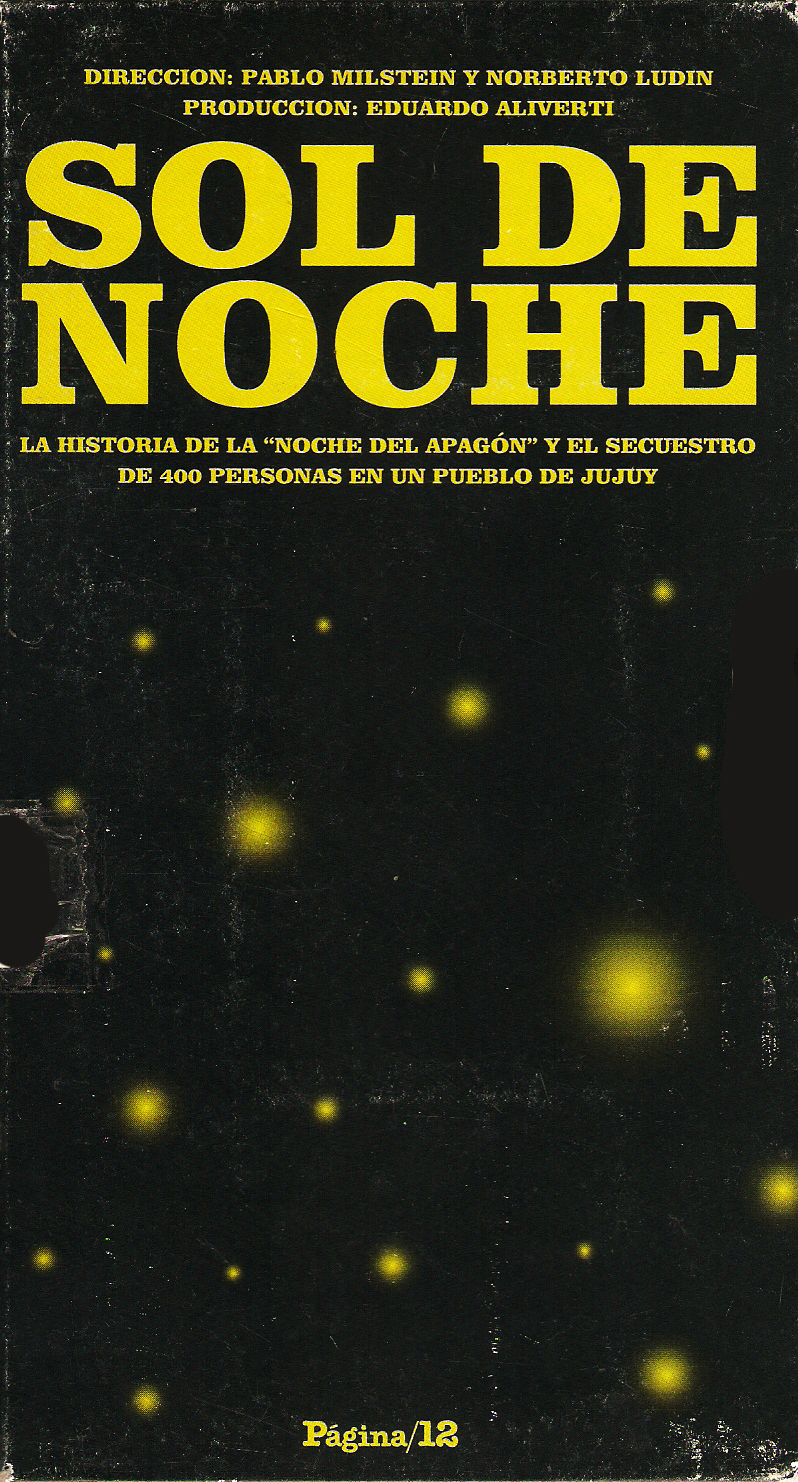 DIRECCION: PABLO MILSTEIN Y NORBERTO LUDIN
PRODUCCION: EDUARDO ALIVERTI
SOL DE
NOCHE
LA HISTORIA DE LA “NOCHE DEL APAGÓN” Y EL SECUESTRO
DE 400 PERSONAS EN UN PUEBLO DE JUJUY
Página/12